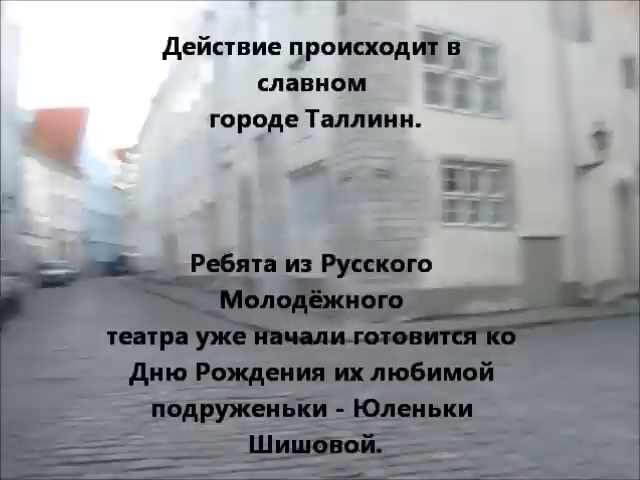 Действие происходит в
славном
городе Таллинн.
Ребята из Русского
Молодёжного
театра уже начали готовится ко
Дню Рождения их любимой
подруженьки - Юленьки
Шишовой.